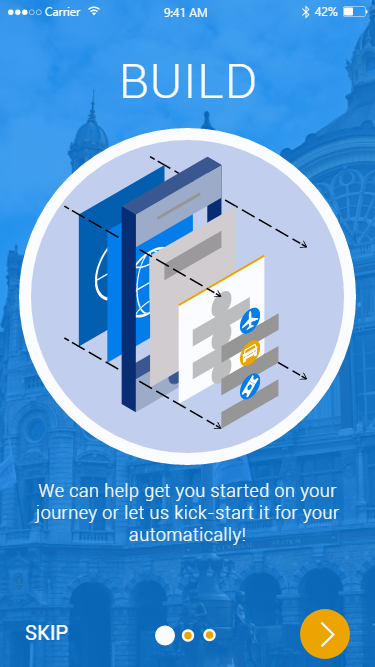 Carrier 9:41 AM 42%
BUILD
We can help get you started on your
journey or let us kick-start it for your
automatically!
SKIP